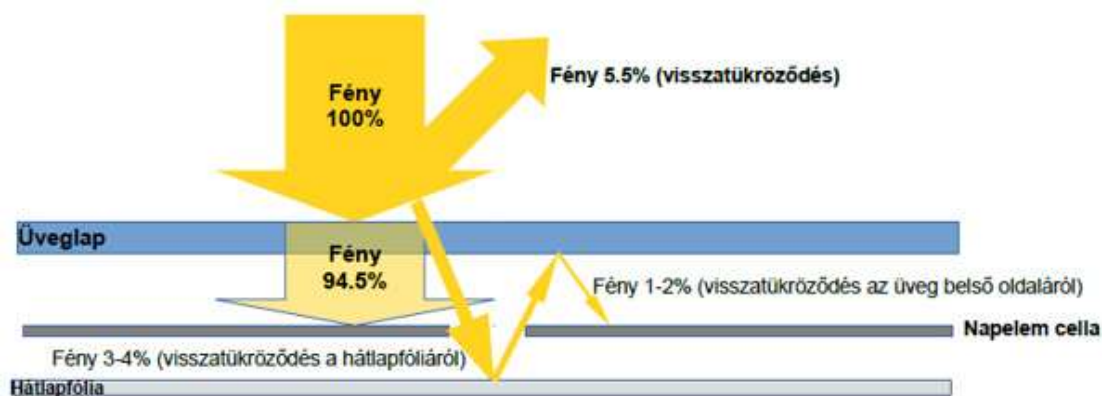 Fény
100%
Fény 5.5% (visszatükröződés)
Üveglap
Fény
94.5%
Fény 1-2% (visszatükröződés az üveg belső oldaláról)
Napelem cella
Fény 3-4% (visszatükröződés a hátlapfóliáról)
Hátlapfólia